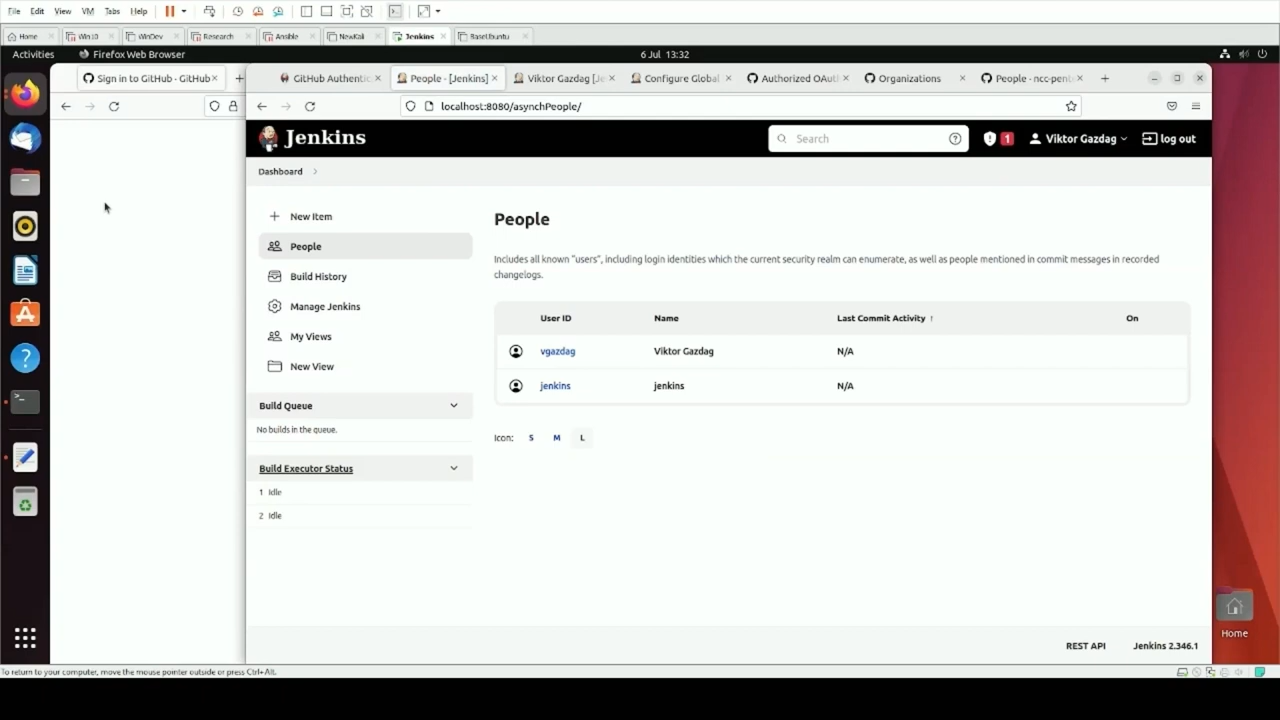 File Edit View VM Tabs Help
Home Win10 WinDev Research Ansible NewKali Jenkins BaseUbuntu
Activities Firefox Web Browser 6 Jul 13:32
Sign in to GitHub · GitHub
GitHub Authentic People - [Jenkins] Viktor Gazdag [Je Configure Global Authorized OAut Organizations People · ncc-pent
localhost:8080/asynchPeople/
Jenkins Search 1 Viktor Gazdag log out
Dashboard
New Item
People
Build History
Manage Jenkins
My Views
New View
Build Queue
No builds in the queue.
Build Executor Status
1 Idle
2 Idle
People
Includes all known "users", including login identities which the current security realm can enumerate, as well as people mentioned in commit messages in recorded
changelogs.
User ID Name Last Commit Activity ↑ On
vgazdag Viktor Gazdag N/A
jenkins jenkins N/A
Icon: S M L
Home
REST API Jenkins 2.346.1
To return to your computer, move the mouse pointer outside or press Ctrl+Alt.